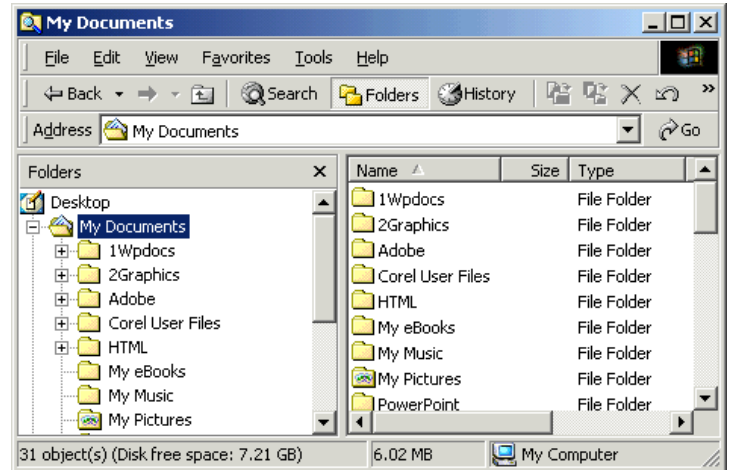 My Documents
File Edit View Favorites Tools Help
Back Search Folders History »
Address My Documents Go
Folders
Desktop
My Documents
1Wpdocs
2Graphics
Adobe
Corel User Files
HTML
My eBooks
My Music
My Pictures
Name Size Type
1Wpdocs File Folder
2Graphics File Folder
Adobe File Folder
Corel User Files File Folder
HTML File Folder
My eBooks File Folder
My Music File Folder
My Pictures File Folder
PowerPoint File Folder
31 object(s) (Disk free space: 7.21 GB) 6.02 MB My Computer